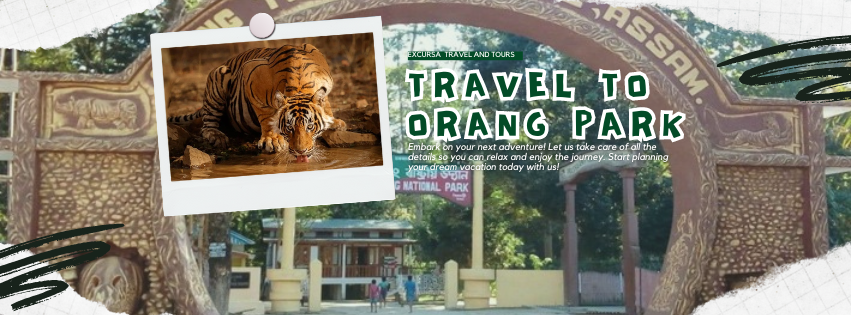 ASSAM.
EXCURSA TRAVEL AND TOURS
TRAVEL TO
ORANG PARK
Embark on your next adventure! Let us take care of all the
details so you can relax and enjoy the journey. Start planning
your dream vacation today with us!
NG NATIONAL PARK